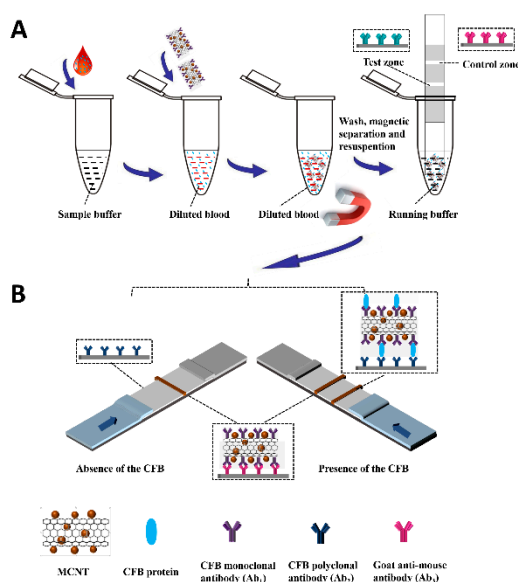 A
Test
zone
Control
zone
Wash, magnetic
separation and
resuspention
Sample buffer
Diluted blood
Diluted blood
Running buffer
B
Absence of the CFB
Presence of the CFB
MCNT
CFB protein
CFB monoclonal
antibody (Ab₁)
CFB polyclonal
antibody (Ab₂)
Goat anti-mouse
antibody (Ab₃)